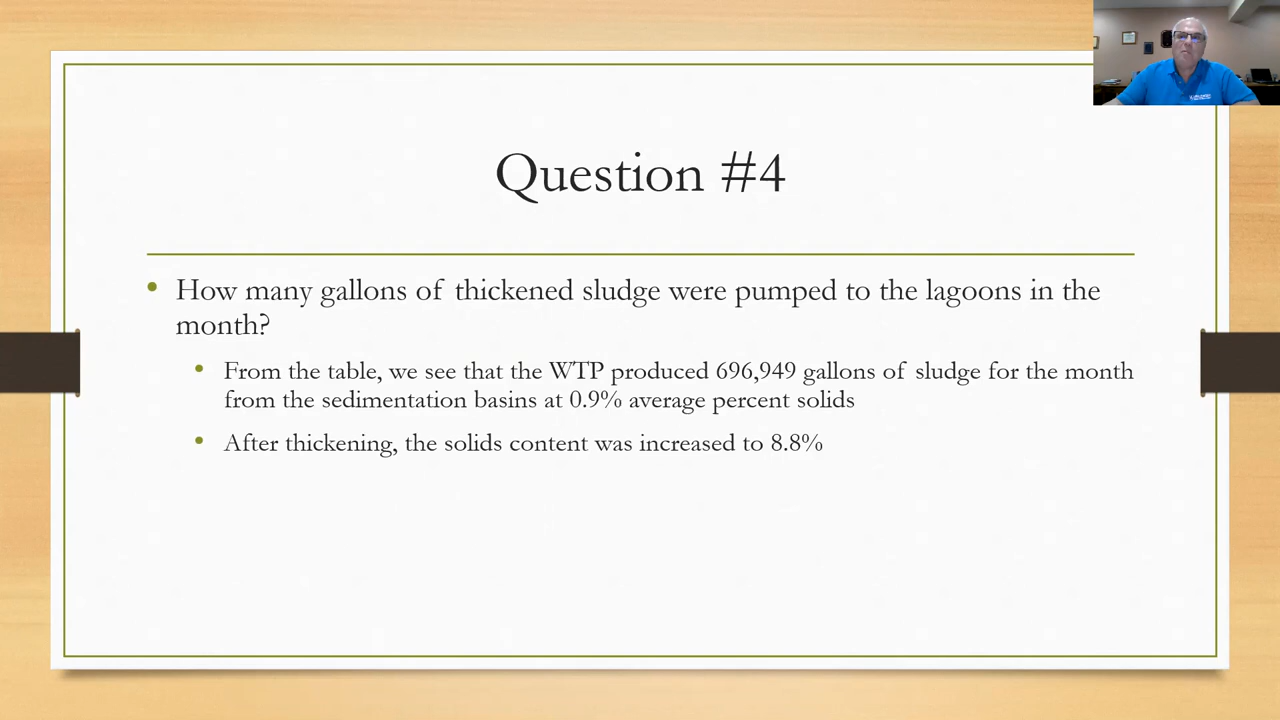 Question #4
How many gallons of thickened sludge were pumped to the lagoons in the
month?
From the table, we see that the WTP produced 696,949 gallons of sludge for the month
from the sedimentation basins at 0.9% average percent solids
After thickening, the solids content was increased to 8.8%